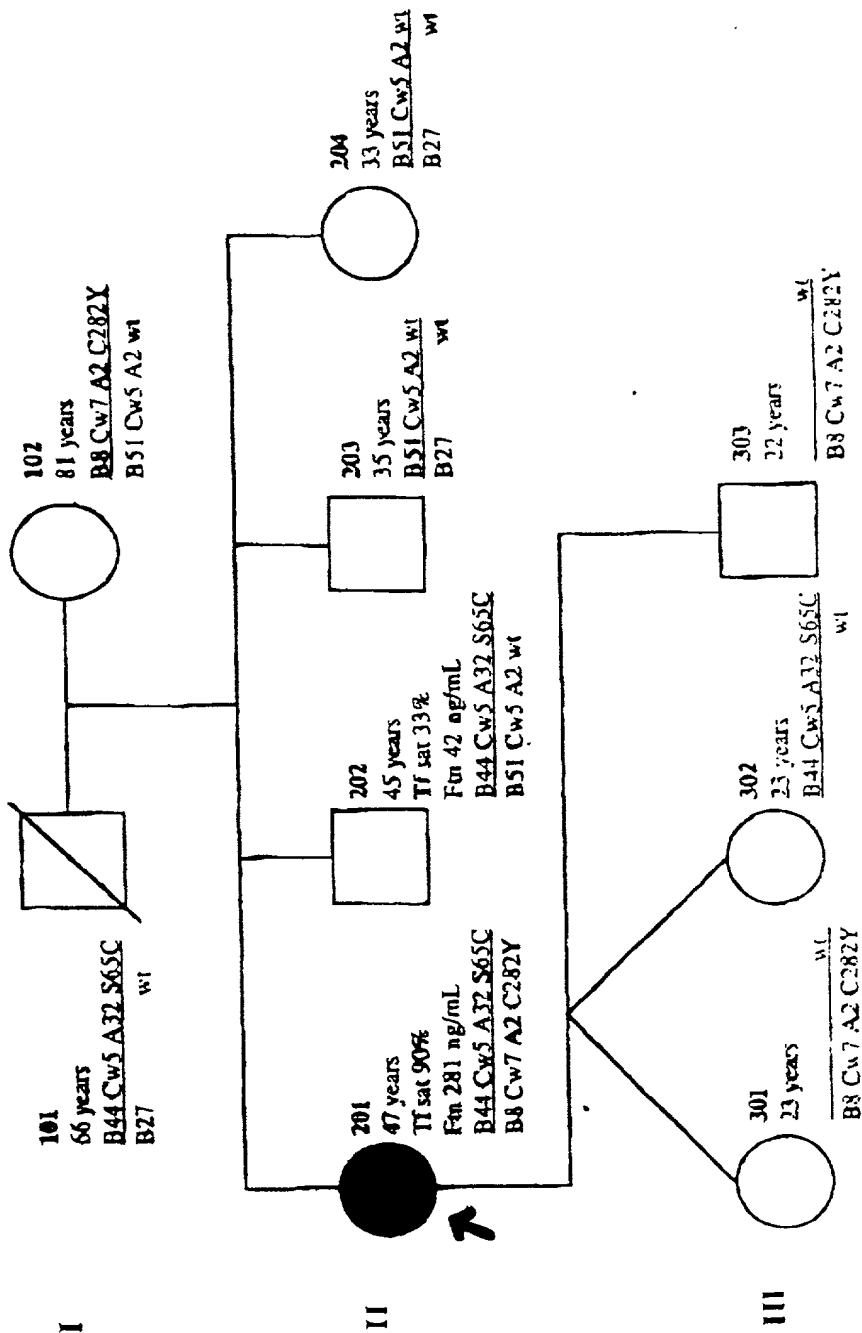 I
101
66 years
B44 Cw5 A32 S65C
B27 wt
102
81 years
B8 Cw7 A2 C282Y
B51 Cw5 A2 wt
II
201
47 years
Tf sat 90%
Ftn 281 ng/mL
B44 Cw5 A32 S65C
B8 Cw7 A2 C282Y
202
45 years
Tf sat 33%
Ftn 42 ng/mL
B44 Cw5 A32 S65C
B51 Cw5 A2 wt
203
35 years
B51 Cw5 A2 wt
B27 wt
204
33 years
B51 Cw5 A2 wt
B27 wt
III
301
23 years
wt
B8 Cw7 A2 C282Y
302
23 years
B44 Cw5 A32 S65C
wt
303
22 years
wt
B8 Cw7 A2 C282Y